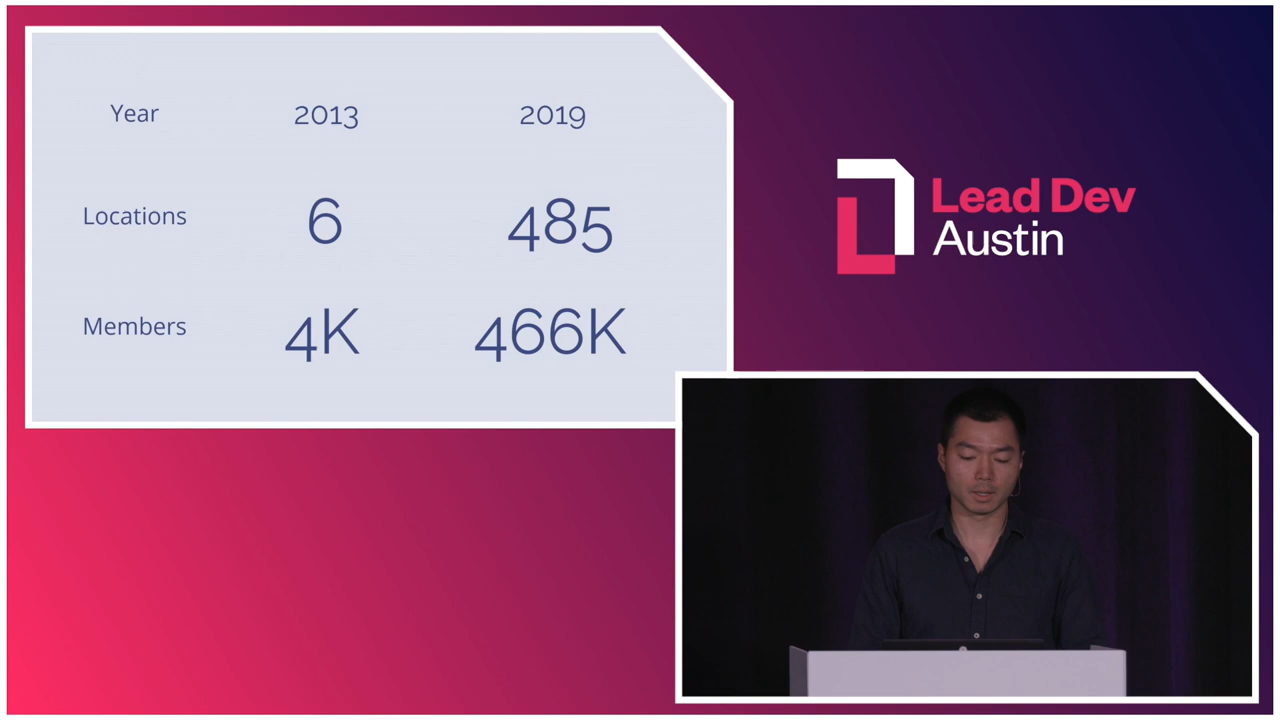 Year 2013 2019
Locations 6 485
Members 4K 466K
Lead Dev
Austin